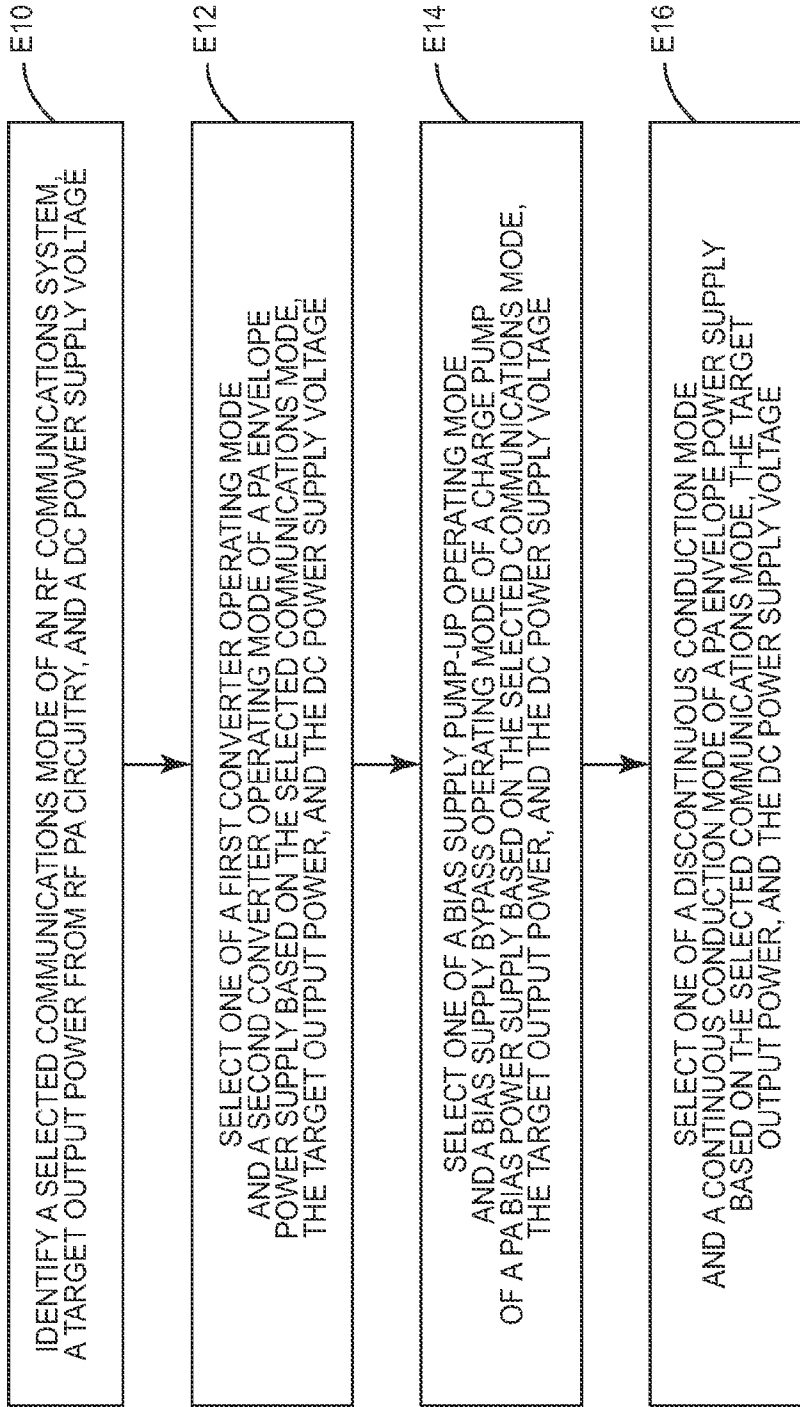 E10
IDENTIFY A SELECTED COMMUNICATIONS MODE OF AN RF COMMUNICATIONS SYSTEM,
A TARGET OUTPUT POWER FROM RF PA CIRCUITRY, AND A DC POWER SUPPLY VOLTAGE
E12
SELECT ONE OF A FIRST CONVERTER OPERATING MODE
AND A SECOND CONVERTER OPERATING MODE OF A PA ENVELOPE
POWER SUPPLY BASED ON THE SELECTED COMMUNICATIONS MODE,
THE TARGET OUTPUT POWER, AND THE DC POWER SUPPLY VOLTAGE
E14
SELECT ONE OF A BIAS SUPPLY PUMP-UP OPERATING MODE
AND A BIAS SUPPLY BYPASS OPERATING MODE OF A CHARGE PUMP
OF A PA BIAS POWER SUPPLY BASED ON THE SELECTED COMMUNICATIONS MODE,
THE TARGET OUTPUT POWER, AND THE DC POWER SUPPLY VOLTAGE
E16
SELECT ONE OF A DISCONTINUOUS CONDUCTION MODE
AND A CONTINUOUS CONDUCTION MODE OF A PA ENVELOPE POWER SUPPLY
BASED ON THE SELECTED COMMUNICATIONS MODE, THE TARGET
OUTPUT POWER, AND THE DC POWER SUPPLY VOLTAGE